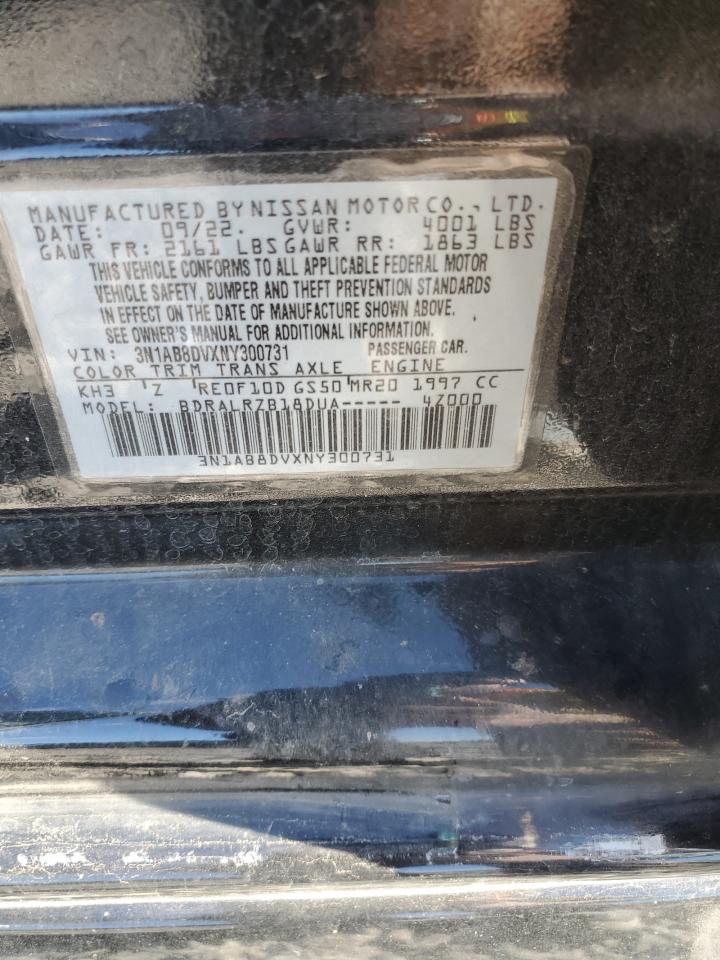 MANUFACTURED BY NISSAN MOTOR CO., LTD.
DATE: 09/22. GVWR: 4001 LBS
GAWR FR: 2161 LBS GAWR RR: 1863 LBS
THIS VEHICLE CONFORMS TO ALL APPLICABLE FEDERAL MOTOR
VEHICLE SAFETY, BUMPER AND THEFT PREVENTION STANDARDS
IN EFFECT ON THE DATE OF MANUFACTURE SHOWN ABOVE.
SEE OWNER'S MANUAL FOR ADDITIONAL INFORMATION.
VIN: 3N1AB8DVXNY300731 PASSENGER CAR.
COLOR TRIM TRANS AXLE ENGINE
KH3 'Z RE0F10D GS50 MR20 1997 CC
MODEL: BDRALRZB18DUA----- 4Z000
3N1AB8DVXNY300731